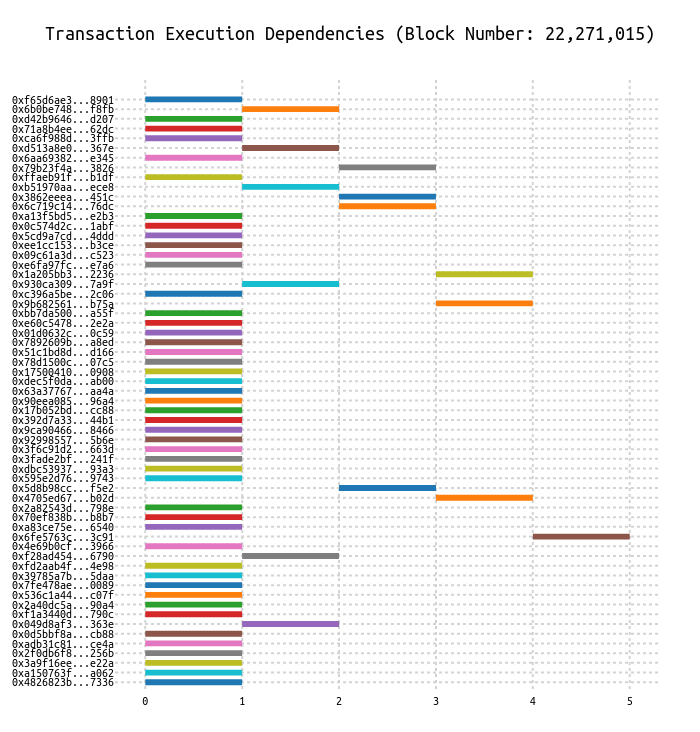 Transaction Execution Dependencies (Block Number: 22,271,015)
0xf65d6ae3...8901
0x6b0be748...f8fb
0xd42b9646...d207
0x71a8b4ee...62dc
0xca6f988d...3ffb
0xd513a8e0...367e
0x6aa69382...e345
0x79b23f4a...3826
0xffaeb91f...b1df
0xb51970aa...ece8
0x3862eeea...451c
0x6c719c14...76dc
0xa13f5bd5...e2b3
0x0c574d2c...1abf
0x5cd9a7cd...4ddd
0xee1cc153...b3ce
0x09c61a3d...c523
0xe6fa97fc...e7a6
0x1a205bb3...2236
0x930ca309...7a9f
0xc396a5be...2c06
0x9b682561...b75a
0xbb7da500...a55f
0xe60c5478...2e2a
0x01d0632c...0c59
0x7892609b...a8ed
0x51c1bd8d...d166
0x78d1500c...07c5
0x17500410...0908
0xdec5f0da...ab00
0x63a37767...aa4a
0x90eea085...96a4
0x17b052bd...cc88
0x392d7a33...44b1
0x9ca90466...8466
0x92998557...5b6e
0x3f6c91d2...663d
0x3fade2bf...241f
0xdbc53937...93a3
0x595e2d76...9743
0x5d8b98cc...f5e2
0x4705ed67...b02d
0x2a82543d...798e
0x70ef838b...b8b7
0xa83ce75e...6540
0x6fe5763c...3c91
0x4e69b0cf...3966
0xf28ad454...6790
0xfd2aab4f...4e98
0x39785a7b...5daa
0x7fe478ae...0089
0x536c1a44...c07f
0x2a40dc5a...90a4
0xf1a3440d...790c
0x049d8af3...363e
0x0d5bbf8a...cb88
0xadb31c81...ce4a
0x2f0db6f8...256b
0x3a9f16ee...e22a
0xa150763f...a062
0x4826823b...7336
0 1 2 3 4 5